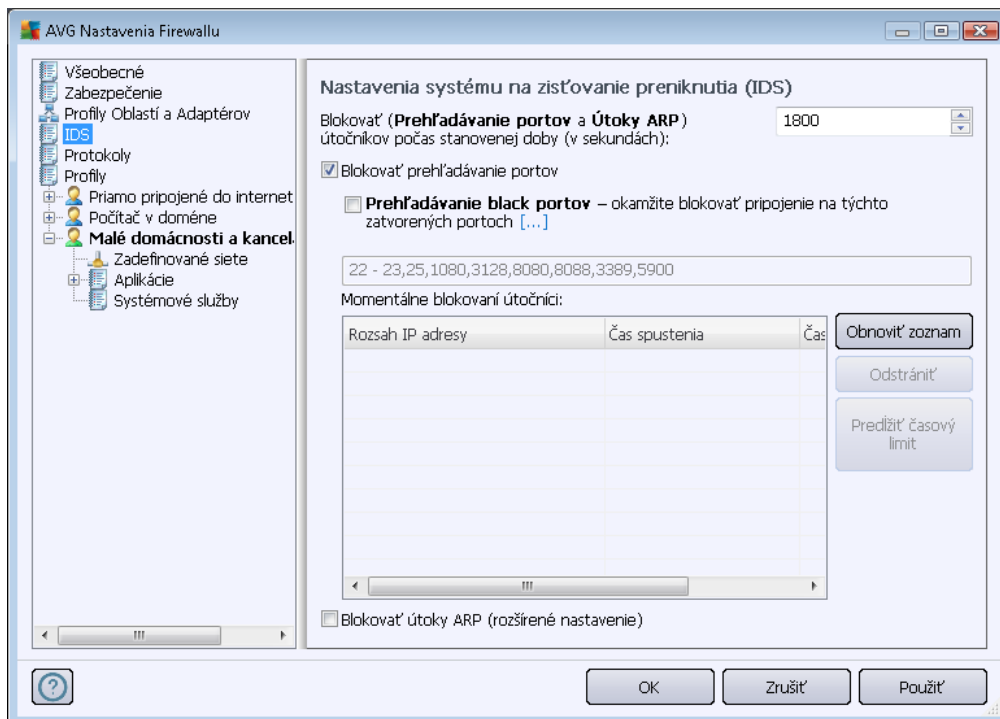 AVG Nastavenia Firewallu
Všeobecné
Zabezpečenie
Profily Oblastí a Adaptérov
IDS
Protokoly
Profily
Priamo pripojené do internet
Počítač v doméne
Malé domácnosti a kancel
Zadefinované siete
Aplikácie
Systémové služby
Nastavenia systému na zisťovanie preniknutia (IDS)
Blokovať (Prehľadávanie portov a Útoky ARP)
útočníkov počas stanovenej doby (v sekundách):
1800
Blokovať prehľadávanie portov
Prehľadávanie black portov – okamžite blokovať pripojenie na týchto
zatvorených portoch [...]
22 - 23,25,1080,3128,8080,8088,3389,5900
Momentálne blokovaní útočníci:
Rozsah IP adresy
Čas spustenia
Čas
Obnoviť zoznam
Odstrániť
Predĺžiť časový
limit
Blokovať útoky ARP (rozšírené nastavenie)
?
OK
Zrušiť
Použiť